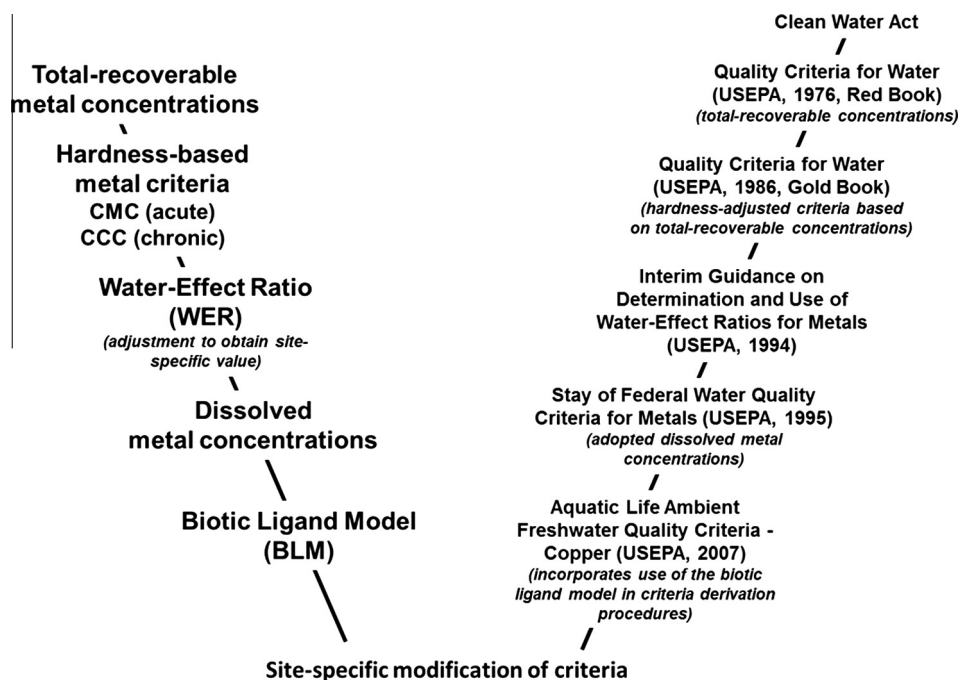 Total-recoverable
metal concentrations
Hardness-based
metal criteria
CMC (acute)
CCC (chronic)
Water-Effect Ratio
(WER)
(adjustment to obtain site-
specific value)
Dissolved
metal concentrations
Biotic Ligand Model
(BLM)
Clean Water Act
Quality Criteria for Water
(USEPA, 1976, Red Book)
(total-recoverable concentrations)
Quality Criteria for Water
(USEPA, 1986, Gold Book)
(hardness-adjusted criteria based
on total-recoverable concentrations)
Interim Guidance on
Determination and Use of
Water-Effect Ratios for Metals
(USEPA, 1994)
Stay of Federal Water Quality
Criteria for Metals (USEPA, 1995)
(adopted dissolved metal
concentrations)
Aquatic Life Ambient
Freshwater Quality Criteria -
Copper (USEPA, 2007)
(incorporates use of the biotic
ligand model in criteria derivation
procedures)
Site-specific modification of criteria